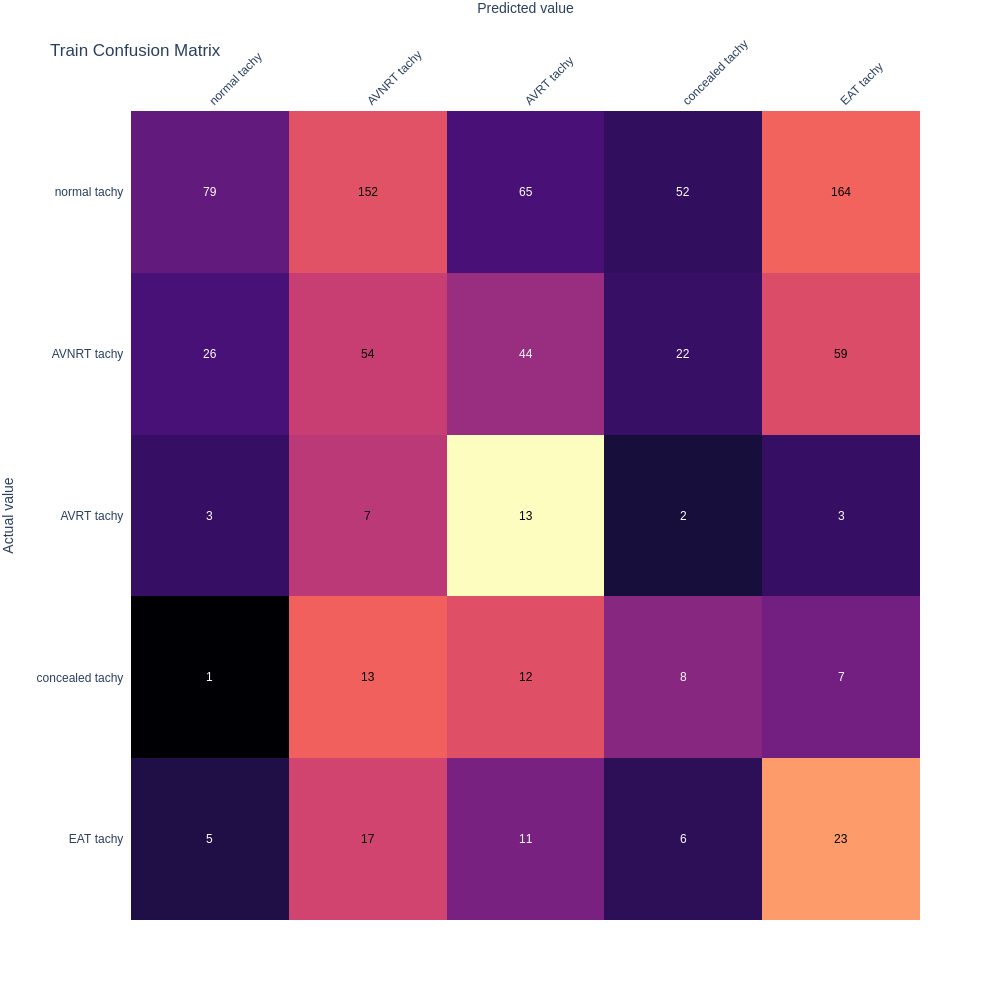 Predicted value
Train Confusion Matrix
normal tachy
AVNRT tachy
AVRT tachy
concealed tachy
EAT tachy
normal tachy
79
152
65
52
164
AVNRT tachy
26
54
44
22
59
AVRT tachy
3
7
13
2
3
concealed tachy
1
13
12
8
7
EAT tachy
5
17
11
6
23
Actual value